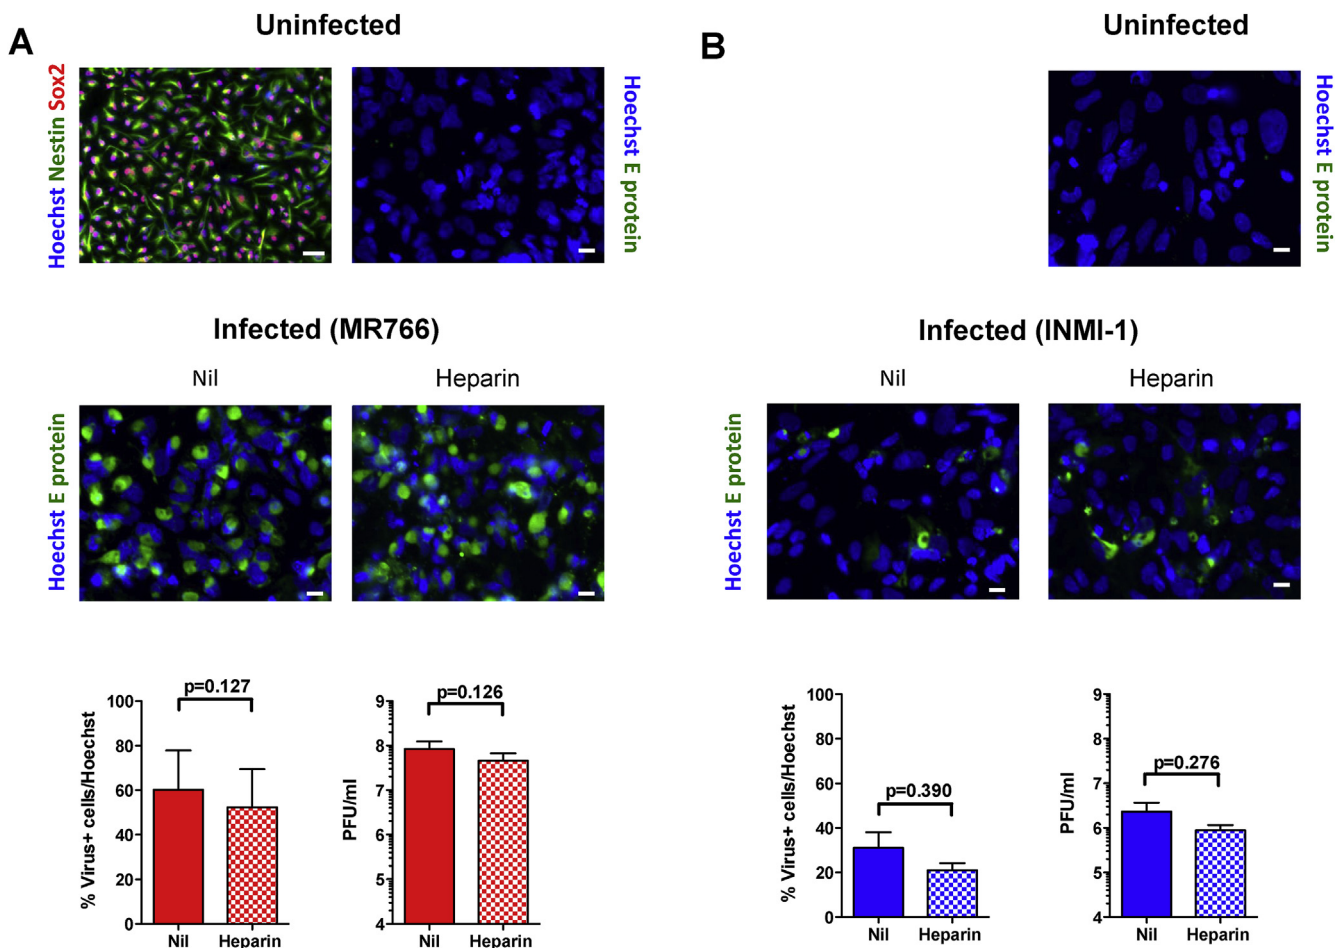 A
Uninfected
Hoechst Nestin Sox2
Hoechst E protein
Infected (MR766)
Nil
Heparin
Hoechst E protein
% Virus+ cells/Hoechst
100
80
60
40
20
0
p=0.127
Nil
Heparin
PFU/ml
9
8
7
6
5
4
p=0.126
Nil
Heparin
B
Uninfected
Hoechst E protein
Infected (INMI-1)
Nil
Heparin
Hoechst E protein
% Virus+ cells/Hoechst
100
80
60
40
20
0
p=0.390
Nil
Heparin
PFU/ml
9
8
7
6
5
4
p=0.276
Nil
Heparin